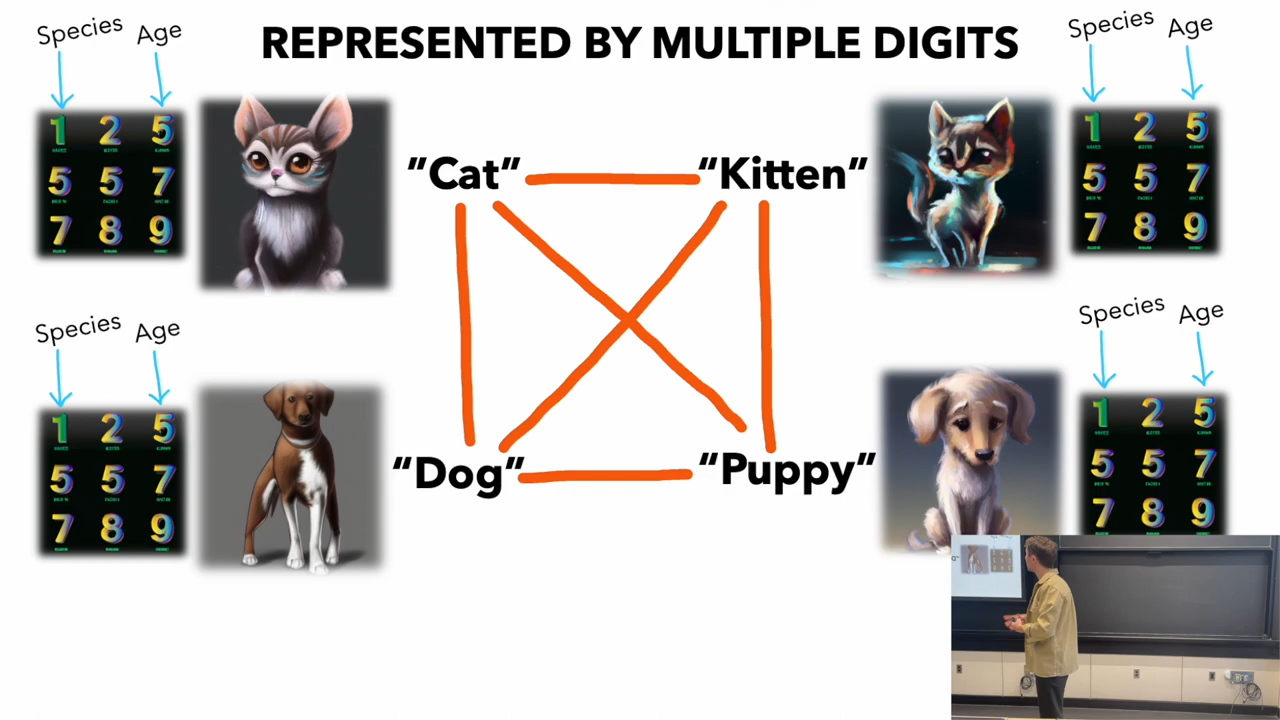 REPRESENTED BY MULTIPLE DIGITS
Species Age
1 2 5
5 5 7
7 8 9
"Cat"
"Kitten"
Species Age
1 2 5
5 5 7
7 8 9
Species Age
1 2 5
5 5 7
7 8 9
"Dog"
"Puppy"
Species Age
1 2 5
5 5 7
7 8 9